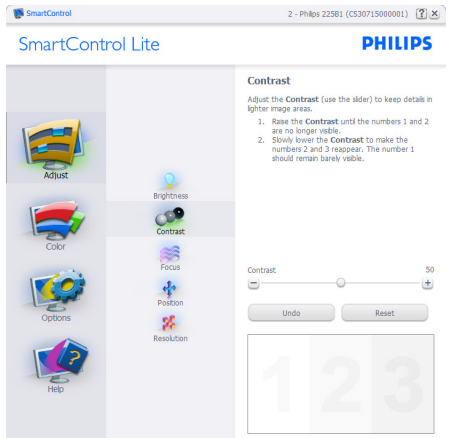 SmartControl
2 - Philips 225B1 (CS30715000001) ? X
SmartControl Lite
PHILIPS
Adjust
Color
Options
Help
Brightness
Contrast
Focus
Position
Resolution
Contrast
Adjust the Contrast (use the slider) to keep details in
lighter image areas.
1. Raise the Contrast until the numbers 1 and 2
are no longer visible.
2. Slowly lower the Contrast to make the
numbers 2 and 3 reappear. The number 1
should remain barely visible.
Contrast 50
Undo Reset
1 2 3